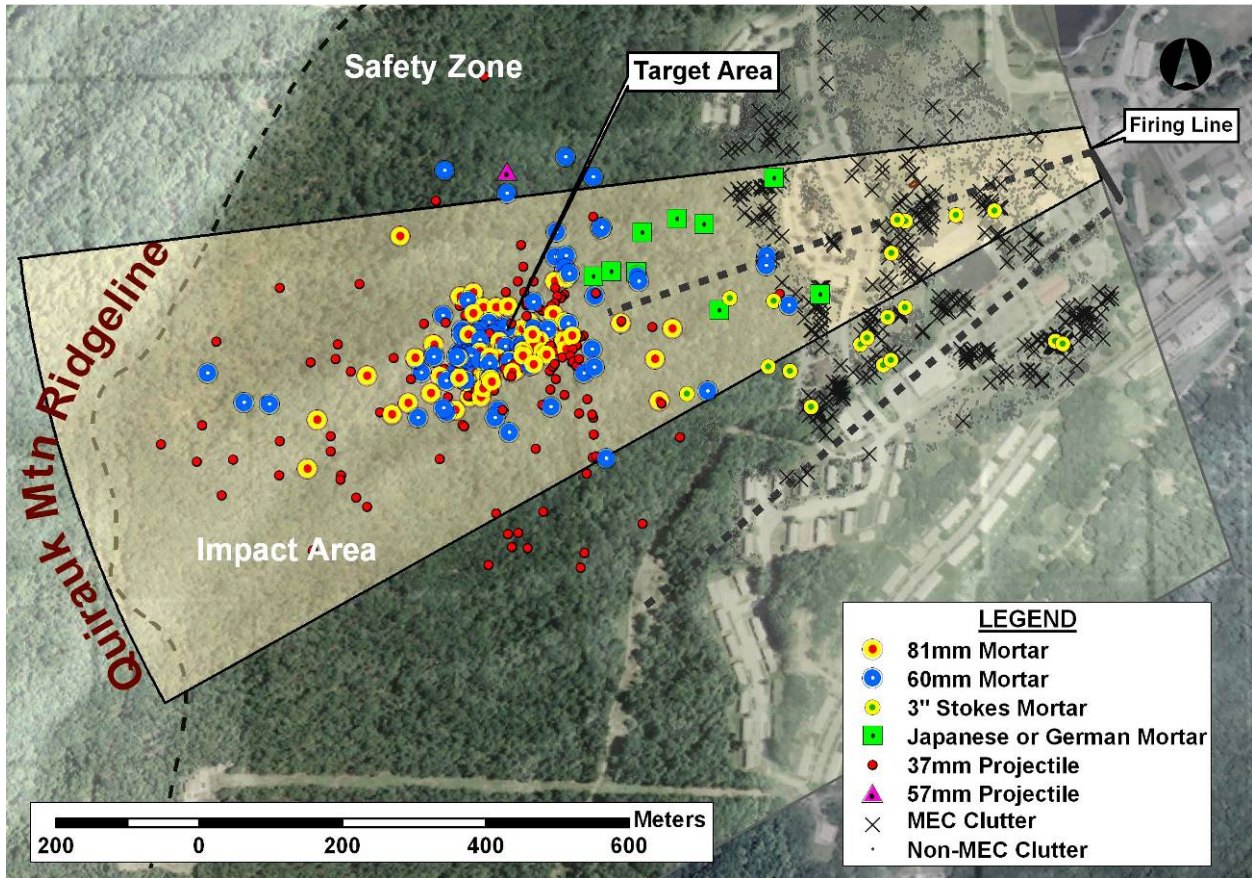 Safety Zone
Target Area
Firing Line
Quirauk Mtn Ridgeline
Impact Area
LEGEND
81mm Mortar
60mm Mortar
3" Stokes Mortar
Japanese or German Mortar
37mm Projectile
57mm Projectile
MEC Clutter
Non-MEC Clutter
Meters
200 0 200 400 600